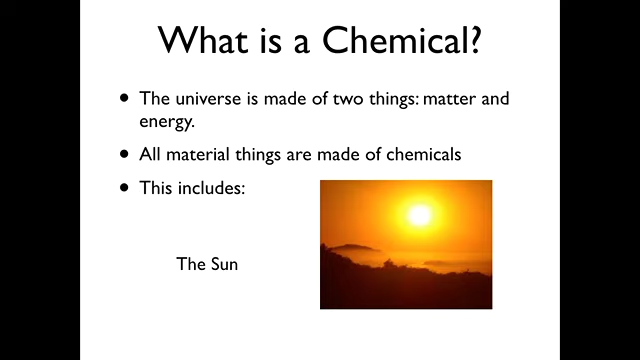 What is a Chemical?
• The universe is made of two things: matter and
energy.
• All material things are made of chemicals
• This includes:
The Sun